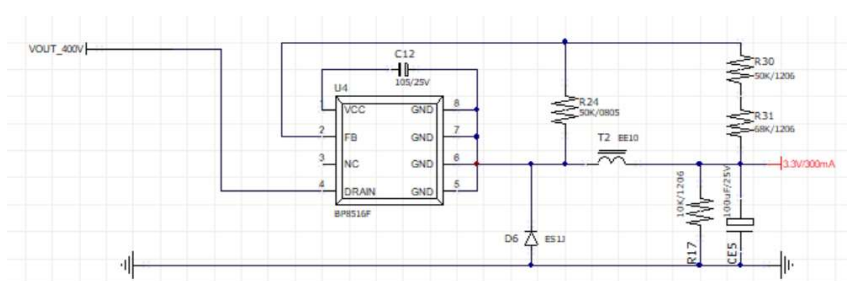 VOUT_400V
C12
105/25V
U4
VCC
GND
8
2
FB
GND
7
3
NC
GND
6
4
DRAIN
GND
5
BP8516F
R24
50K/0805
R30
50K/1206
R31
68K/1206
T2 EE10
3.3V/300mA
10K/1206
R17
100uF/25V
CE5
D6
ES1J